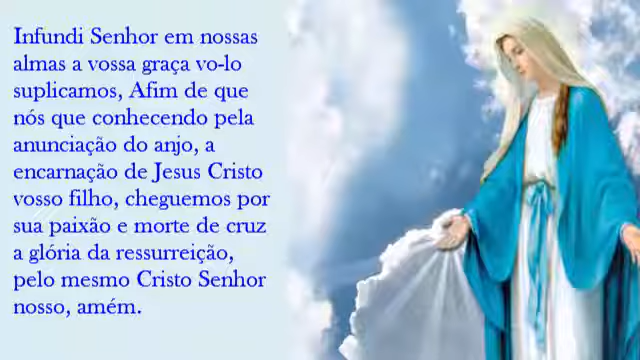 Infundi Senhor em nossas
almas a vossa graça vo-lo
suplicamos, Afim de que
nós que conhecendo pela
anunciação do anjo, a
encarnação de Jesus Cristo
vosso filho, cheguemos por
sua paixão e morte de cruz
a glória da ressurreição,
pelo mesmo Cristo Senhor
nosso, amém.